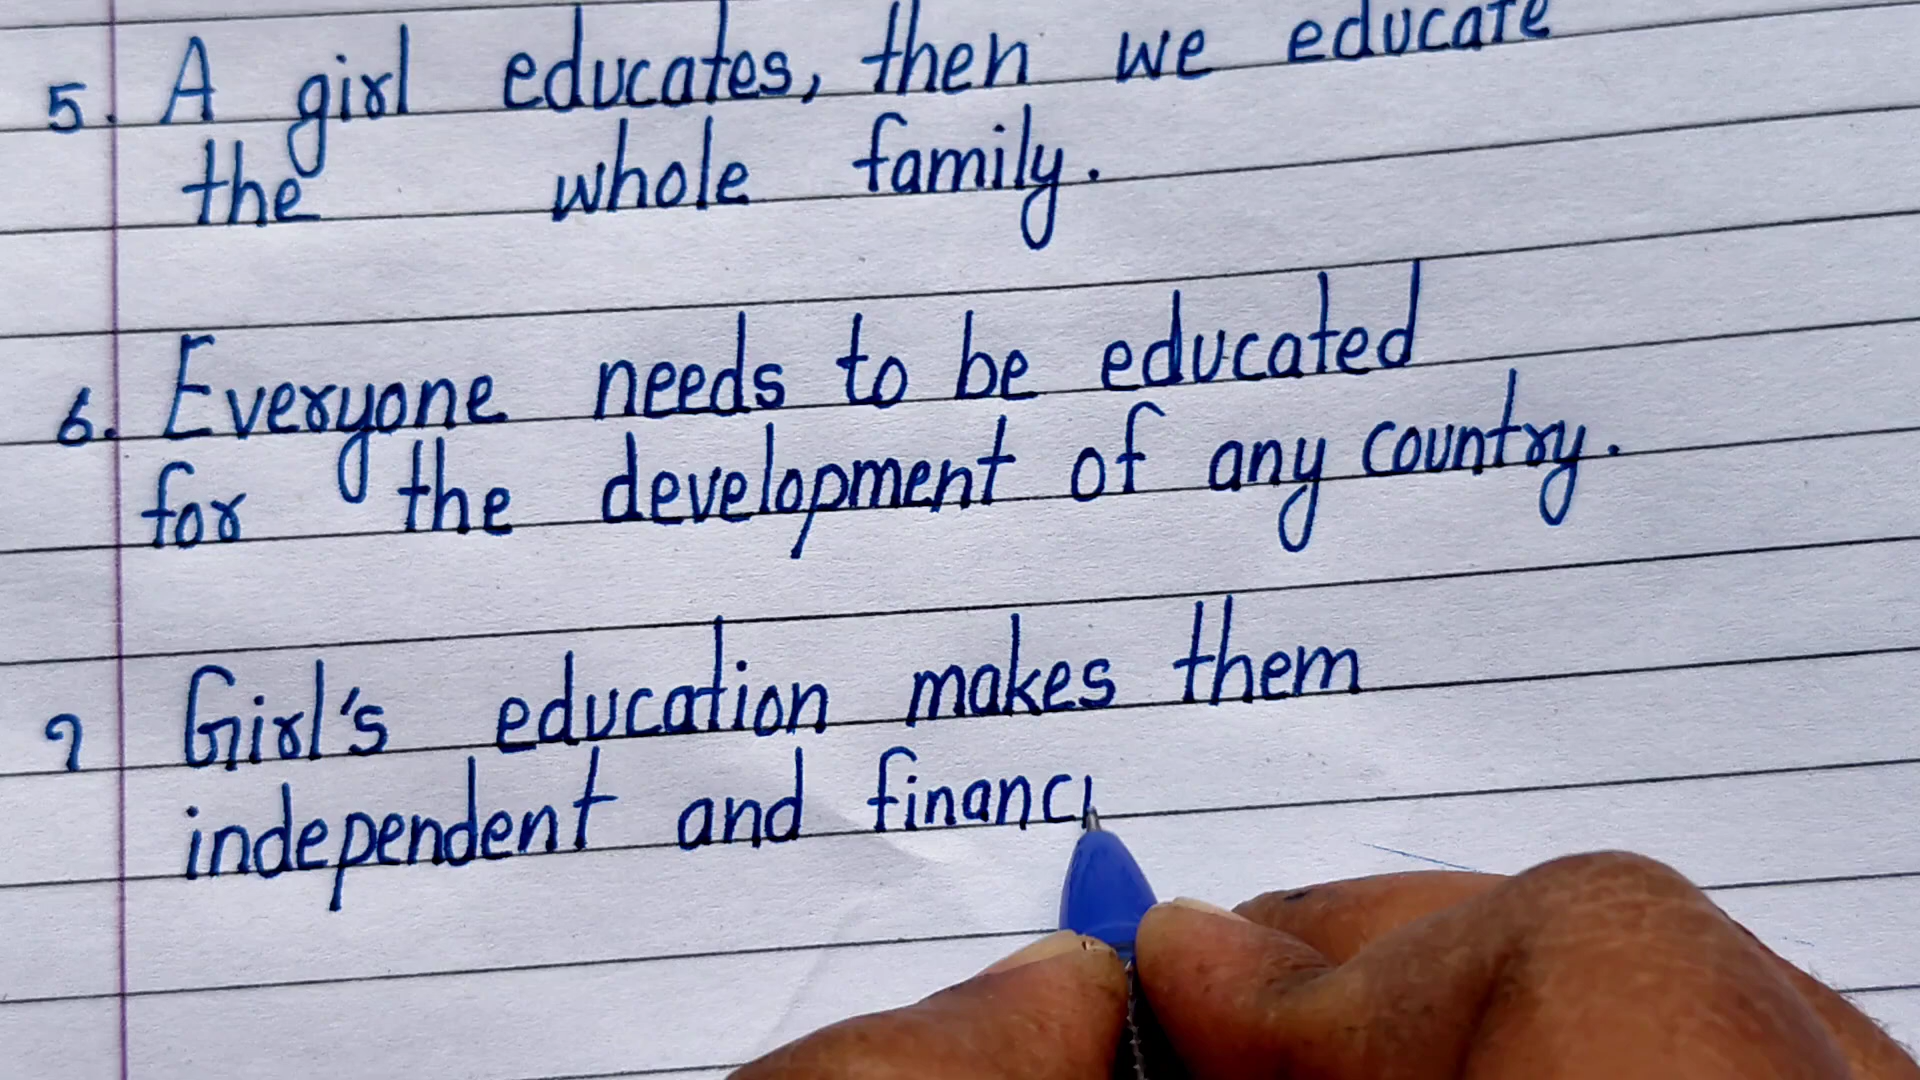 5. A girl educates, then we educate
the whole family.
6. Everyone needs to be educated
for the development of any country.
7 Girl's education makes them
independent and financi